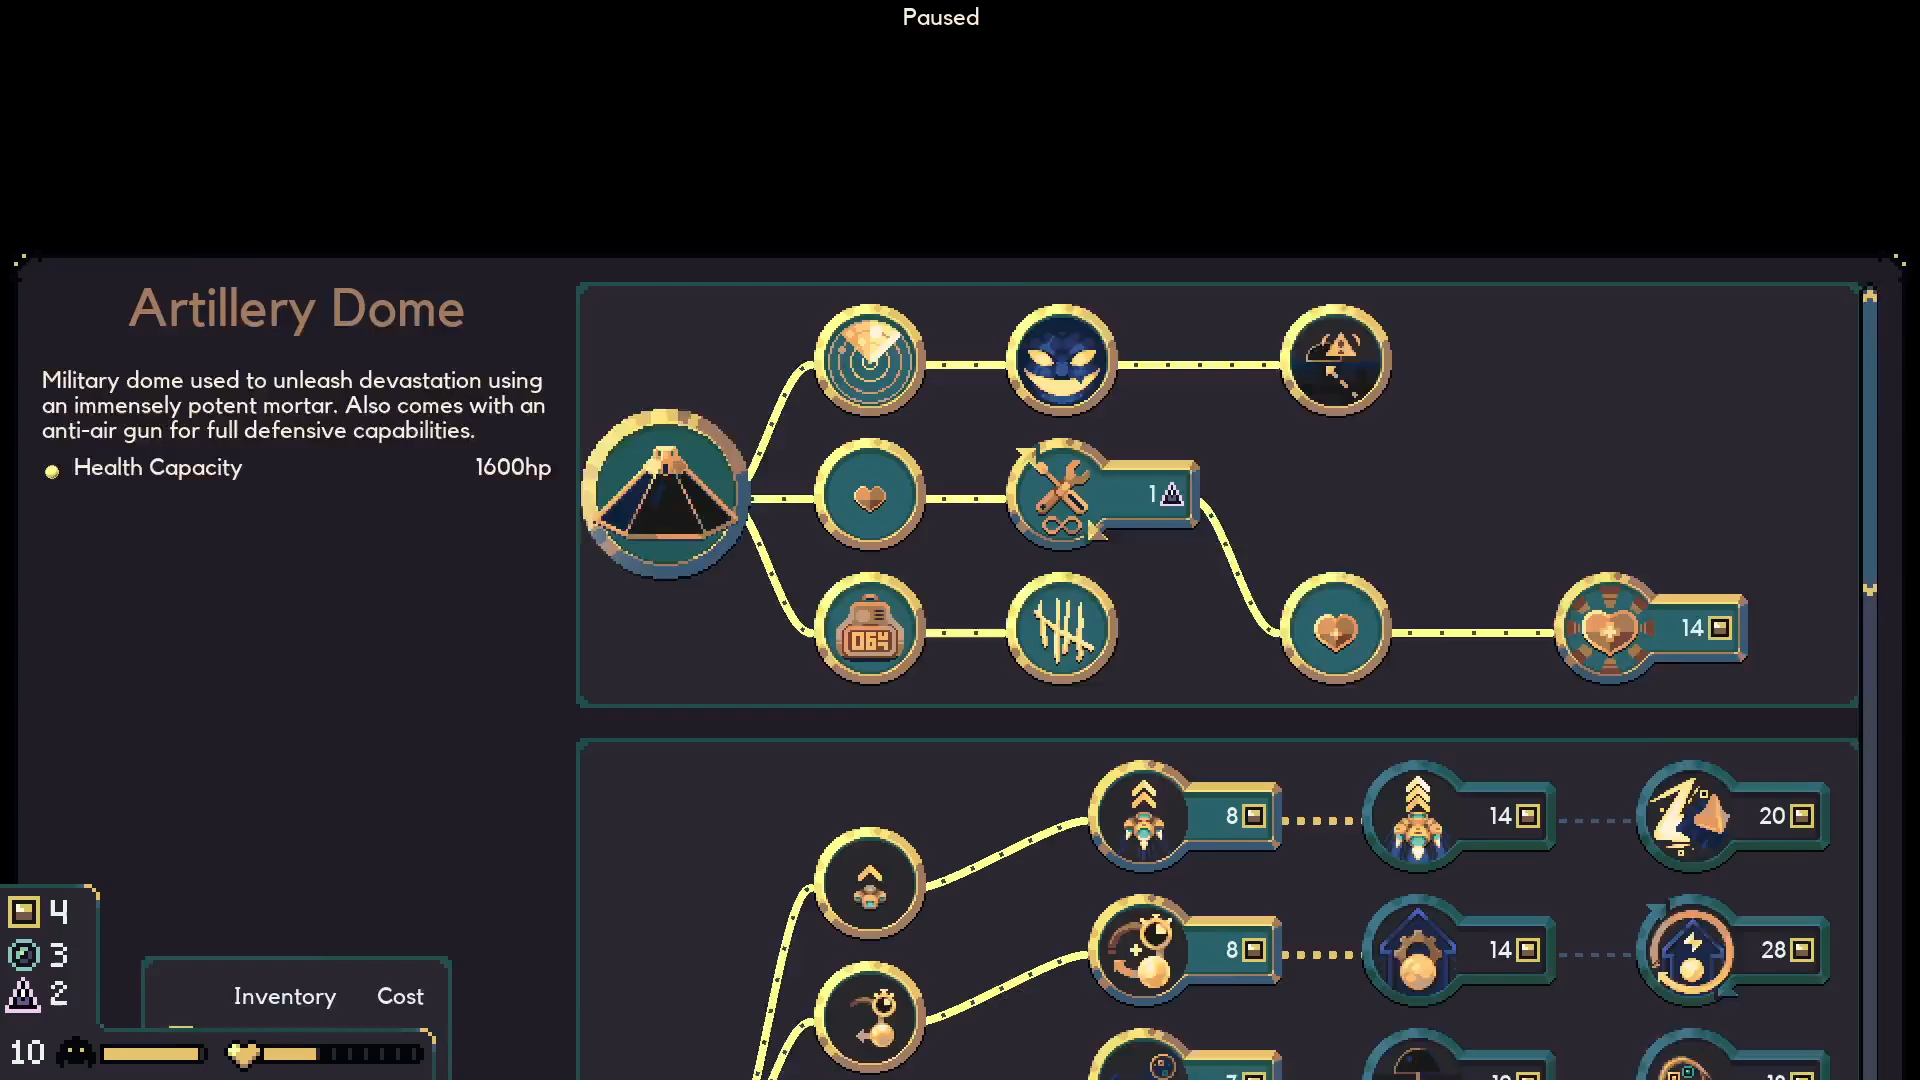 Paused
Artillery Dome
Military dome used to unleash devastation using
an immensely potent mortar. Also comes with an
anti-air gun for full defensive capabilities.
Health Capacity 1600hp
1
064
14
8 14 20
8 14 28
4
3
2
Inventory Cost
10